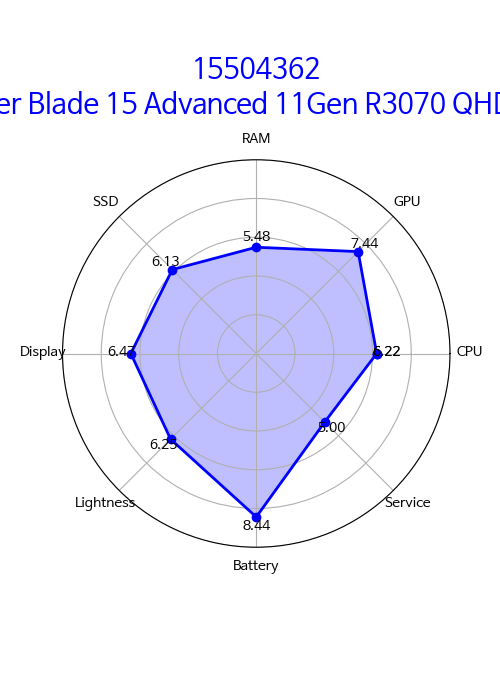 15504362
er Blade 15 Advanced 11Gen R3070 QHD
RAM
SSD
GPU
5.48
7.44
6.13
Display
6.47
6.22
CPU
5.00
6.25
Lightness
Service
8.44
Battery